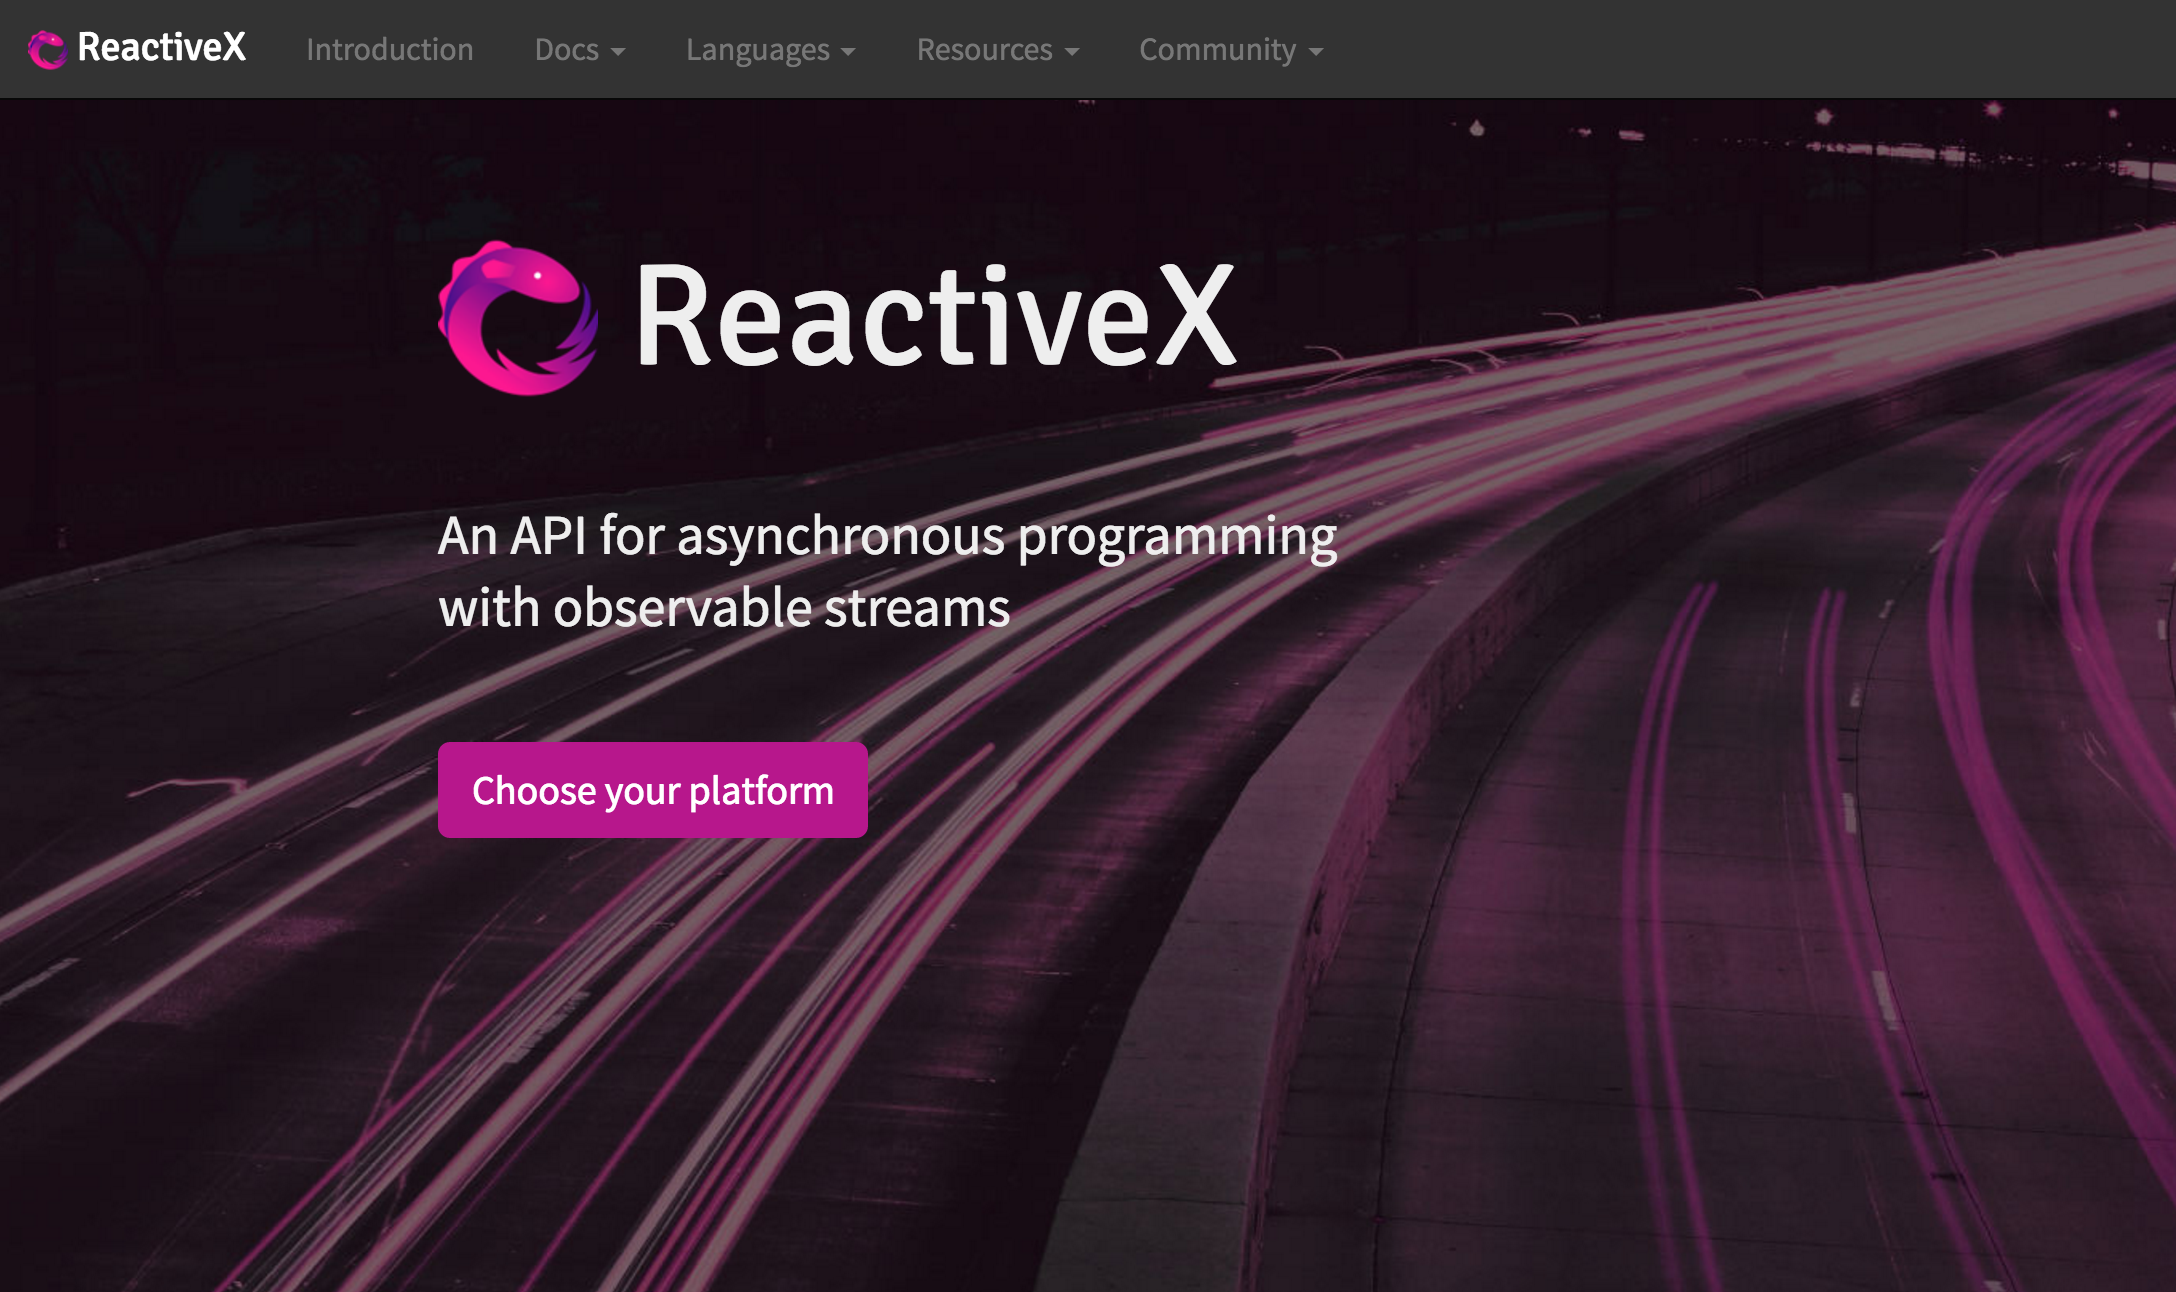 ReactiveX Introduction Docs Languages Resources Community
ReactiveX
An API for asynchronous programming
with observable streams
Choose your platform